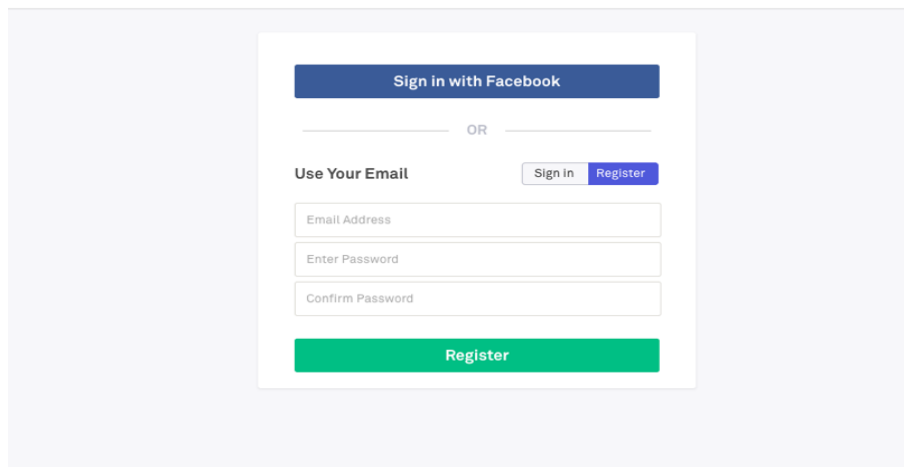 Sign in with Facebook
OR
Use Your Email
Sign in
Register
Email Address
Enter Password
Confirm Password
Register